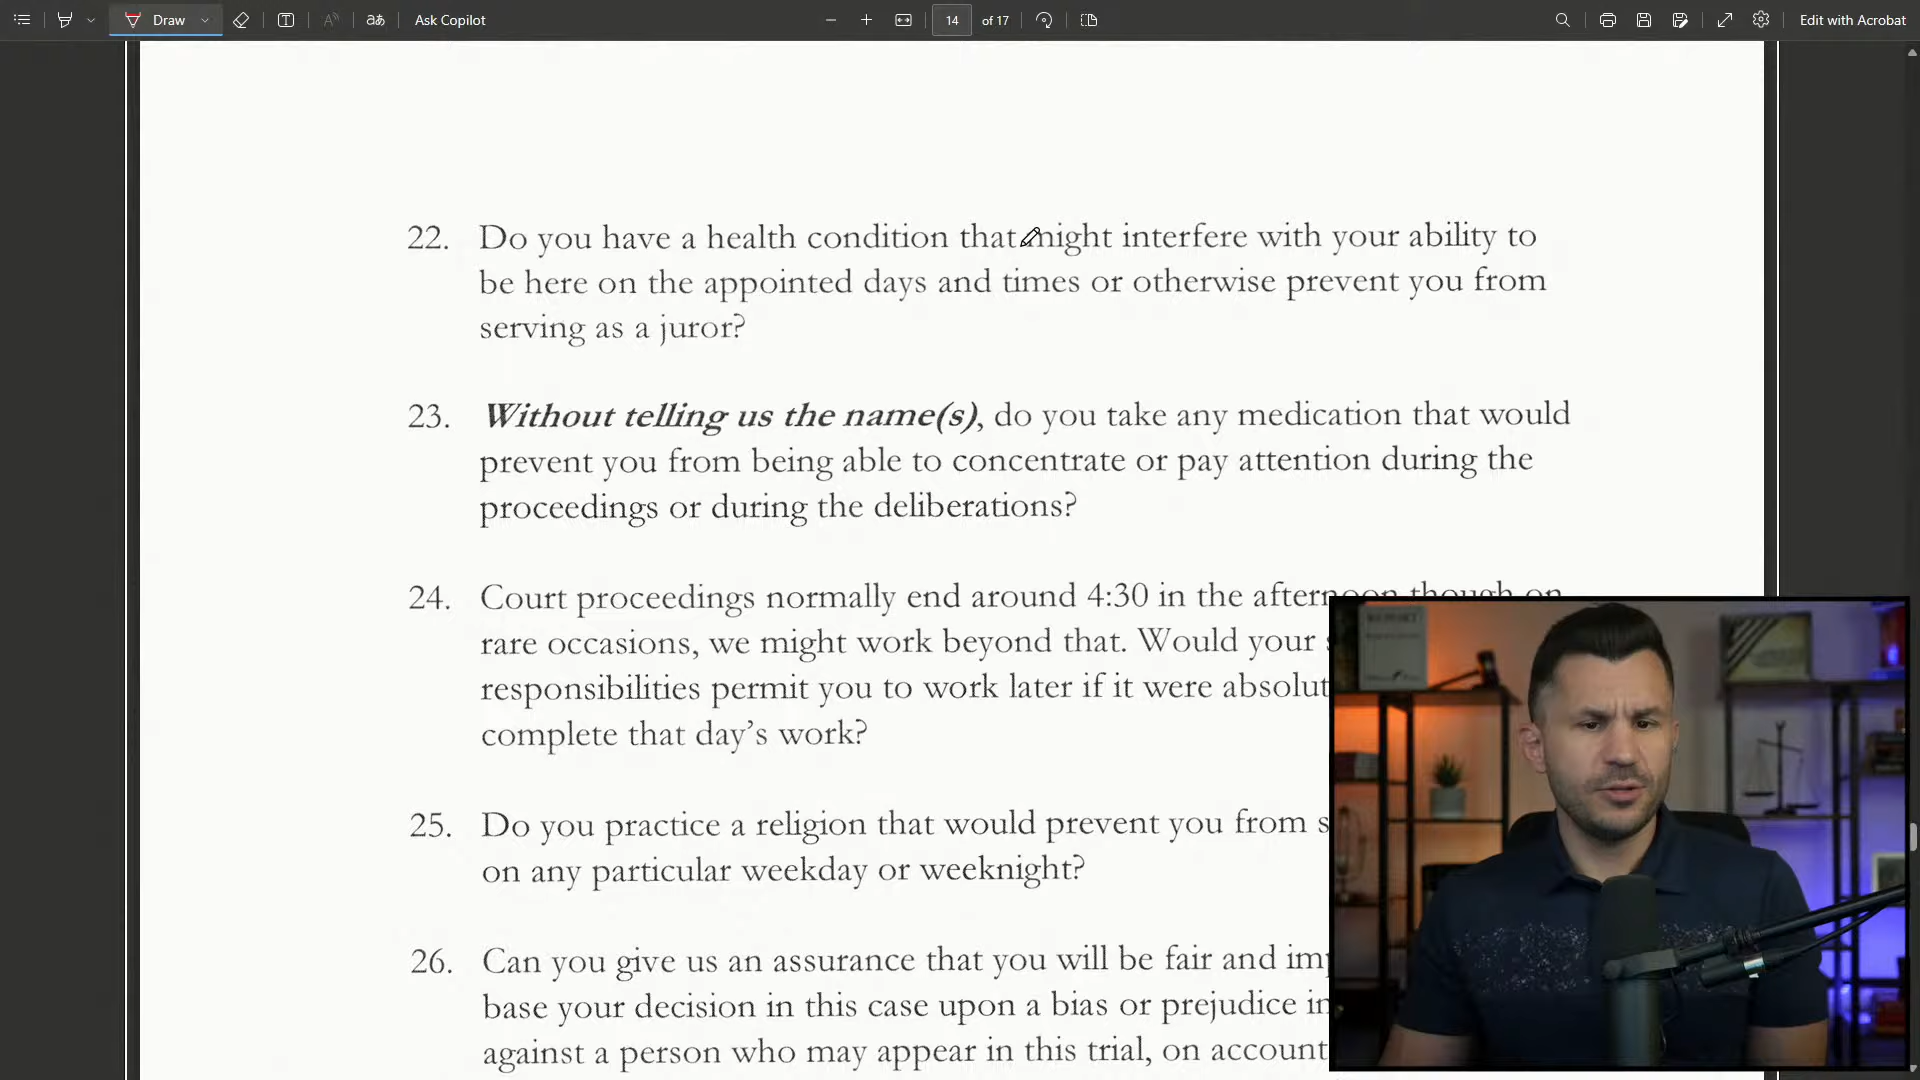 Draw
Ask Copilot
14
of 17
Edit with Acrobat
22. Do you have a health condition that might interfere with your ability to
be here on the appointed days and times or otherwise prevent you from
serving as a juror?
23. Without telling us the name(s), do you take any medication that would
prevent you from being able to concentrate or pay attention during the
proceedings or during the deliberations?
24. Court proceedings normally end around 4:30 in the afternoon though on
rare occasions, we might work beyond that. Would your
responsibilities permit you to work later if it were
complete that day's work?
25. Do you practice a religion that would prevent you from
on any particular weekday or weeknight?
26. Can you give us an assurance that you will be fair and
base your decision in this case upon a bias or prejudice
against a person who may appear in this trial, on account